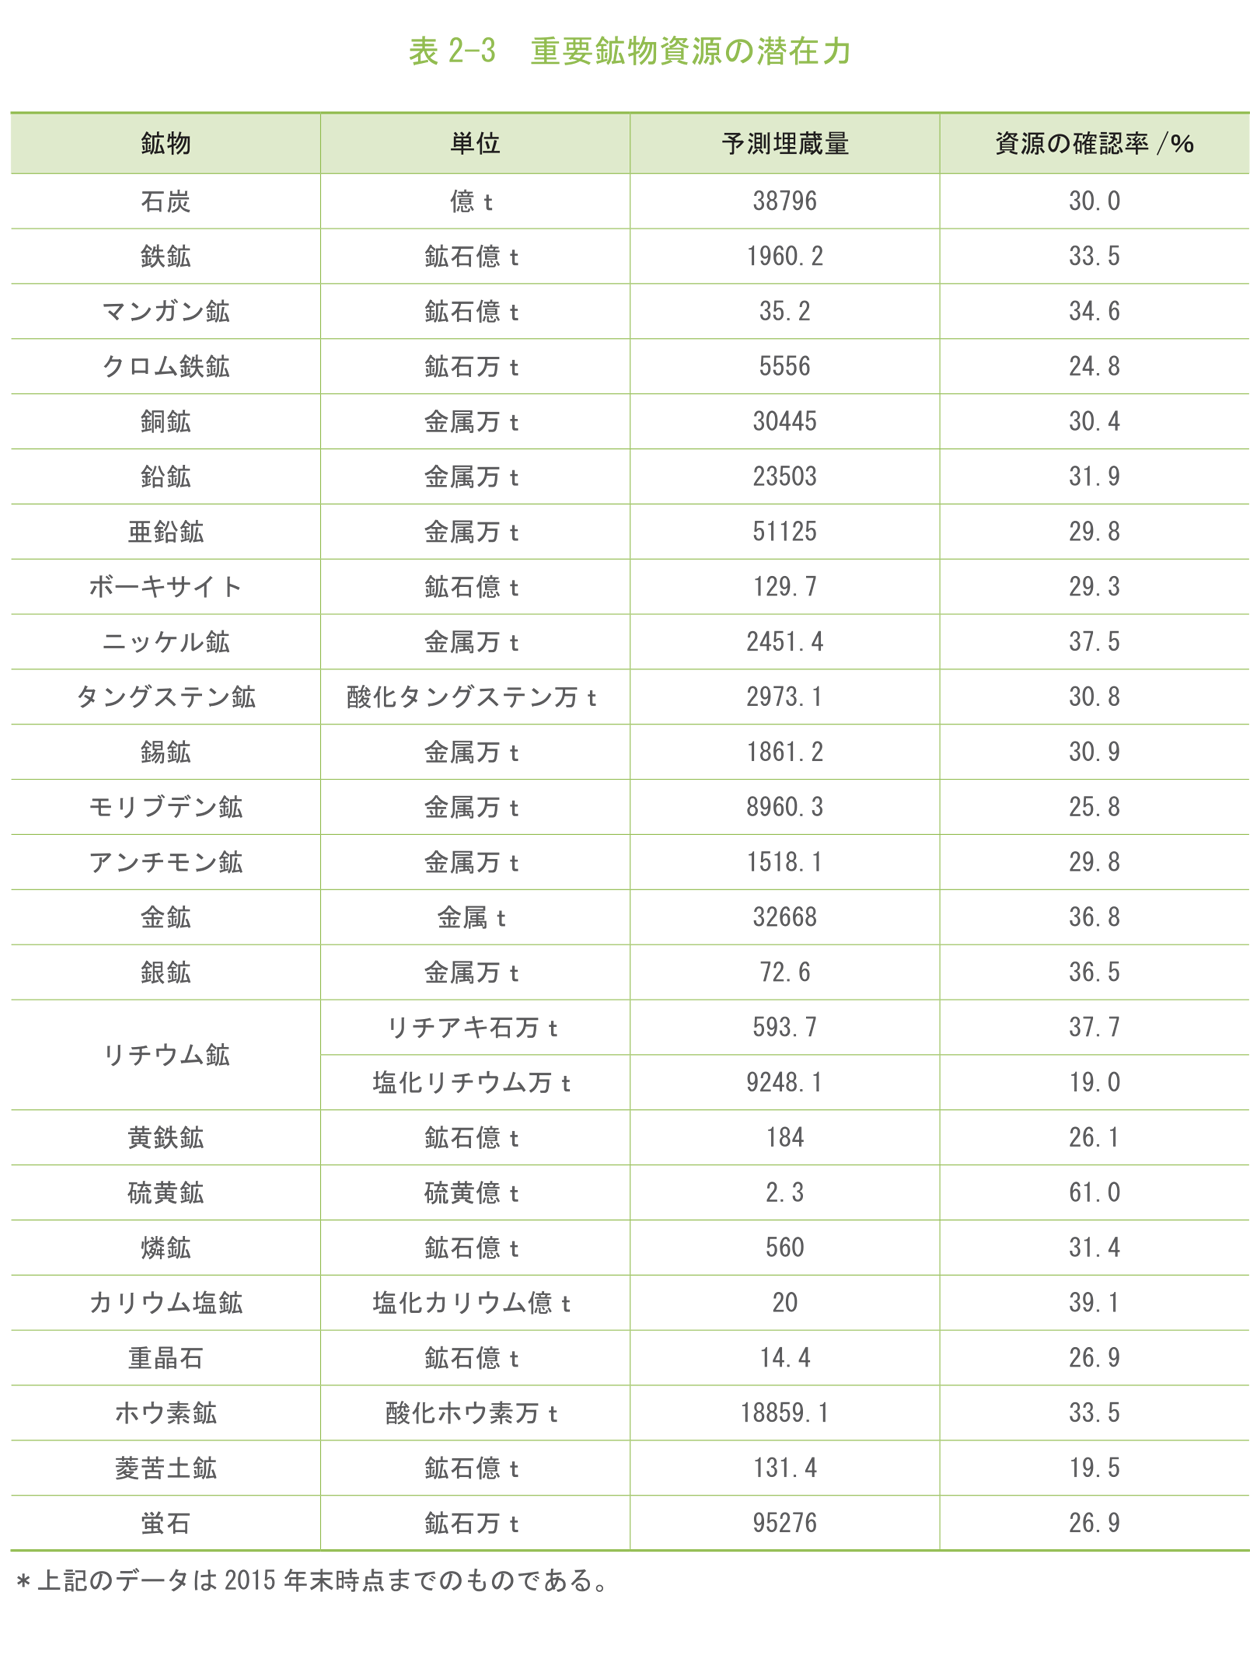 表 2-3　重要鉱物資源の潜在力
鉱物 単位 予測埋蔵量 資源の確認率 /%
石炭 億 t 38796 30.0
鉄鉱 鉱石億 t 1960.2 33.5
マンガン鉱 鉱石億 t 35.2 34.6
クロム鉄鉱 鉱石万 t 5556 24.8
銅鉱 金属万 t 30445 30.4
鉛鉱 金属万 t 23503 31.9
亜鉛鉱 金属万 t 51125 29.8
ボーキサイト 鉱石億 t 129.7 29.3
ニッケル鉱 金属万 t 2451.4 37.5
タングステン鉱 酸化タングステン万 t 2973.1 30.8
錫鉱 金属万 t 1861.2 30.9
モリブデン鉱 金属万 t 8960.3 25.8
アンチモン鉱 金属万 t 1518.1 29.8
金鉱 金属 t 32668 36.8
銀鉱 金属万 t 72.6 36.5
リチウム鉱 リチアキ石万 t 593.7 37.7
塩化リチウム万 t 9248.1 19.0
黄鉄鉱 鉱石億 t 184 26.1
硫黄鉱 硫黄億 t 2.3 61.0
燐鉱 鉱石億 t 560 31.4
カリウム塩鉱 塩化カリウム億 t 20 39.1
重晶石 鉱石億 t 14.4 26.9
ホウ素鉱 酸化ホウ素万 t 18859.1 33.5
菱苦土鉱 鉱石億 t 131.4 19.5
蛍石 鉱石万 t 95276 26.9
＊上記のデータは 2015 年末時点までのものである。